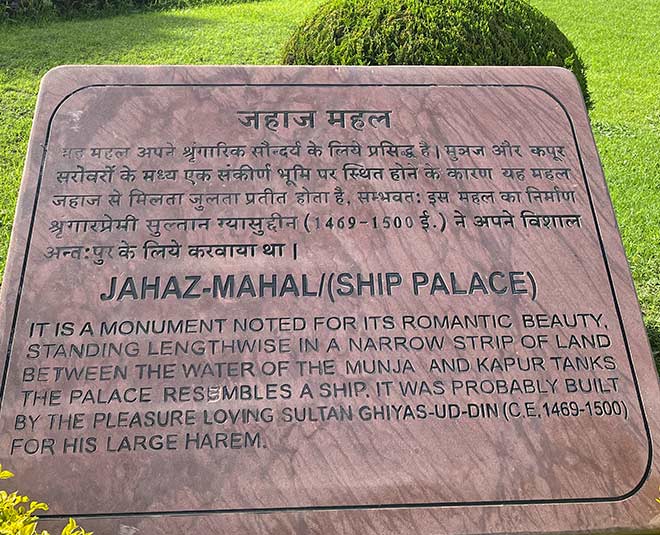 जहाज महल
यह महल अपने श्रृंगारिक सौन्दर्य के लिये प्रसिद्ध है। मुञज और कपूर
सरोवरों के मध्य एक संकीर्ण भूमि पर स्थित होने के कारण यह महल
जहाज से मिलता जुलता प्रतीत होता है, सम्भवतः इस महल का निर्माण
श्रृगारप्रेमी सुल्तान ग्यासुद्दीन (1469-1500 ई.) ने अपने विशाल
अन्तःपुर के लिये करवाया था।
JAHAZ-MAHAL/(SHIP PALACE)
IT IS A MONUMENT NOTED FOR ITS ROMANTIC BEAUTY,
STANDING LENGTHWISE IN A NARROW STRIP OF LAND
BETWEEN THE WATER OF THE MUNJA AND KAPUR TANKS
THE PALACE RESEMBLES A SHIP. IT WAS PROBABLY BUILT
BY THE PLEASURE LOVING SULTAN GHIYAS-UD-DIN (C.E.1469-1500)
FOR HIS LARGE HAREM.